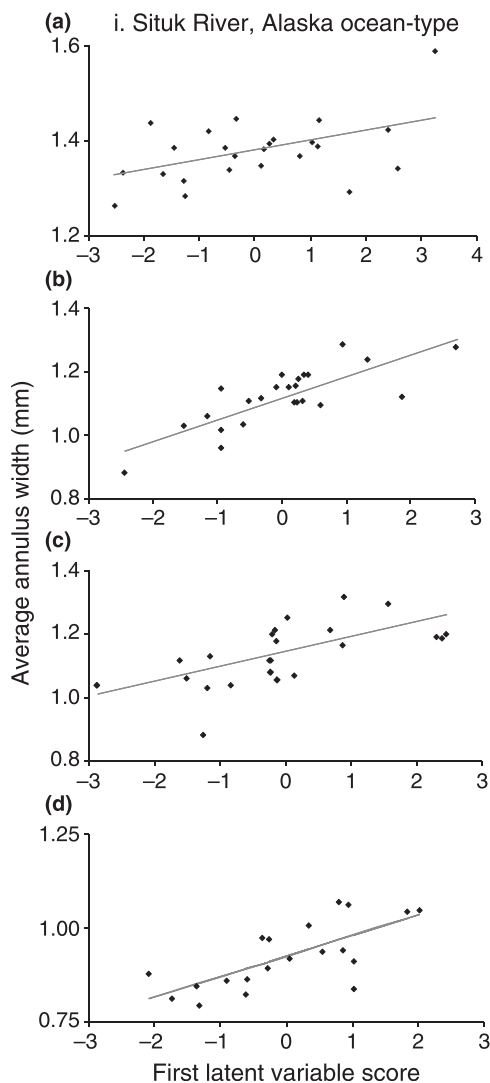 (a) i. Situk River, Alaska ocean-type
1.6
1.4
1.2
−3 −2 −1 0 1 2 3 4
(b)
1.4
1.2
1.0
0.8
−3 −2 −1 0 1 2 3
Average annulus width (mm)
(c)
1.4
1.2
1.0
0.8
−3 −2 −1 0 1 2 3
(d)
1.25
1.00
0.75
−3 −2 −1 0 1 2 3
First latent variable score